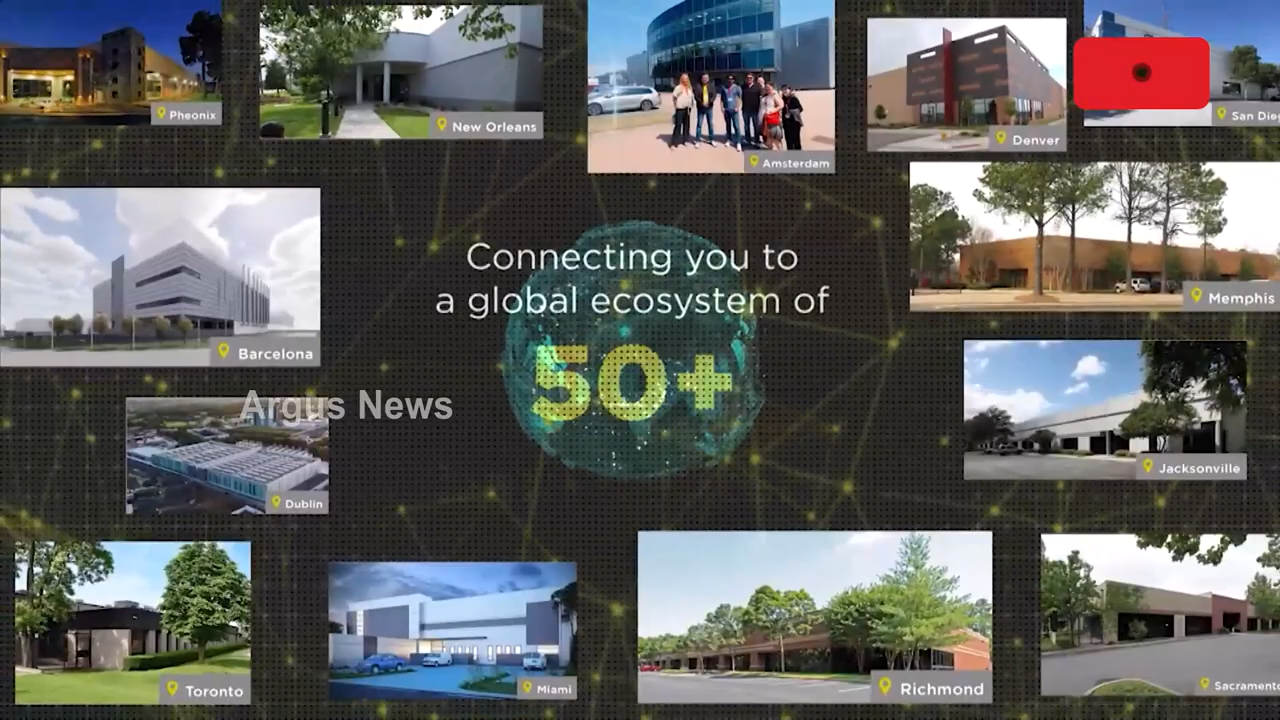 Pheonix
New Orleans
Amsterdam
Denver
San Die
Memphis
Connecting you to
a global ecosystem of
50+
Barcelona
Argus News
Dublin
Jacksonville
Toronto
Miami
Richmond
Sacramento